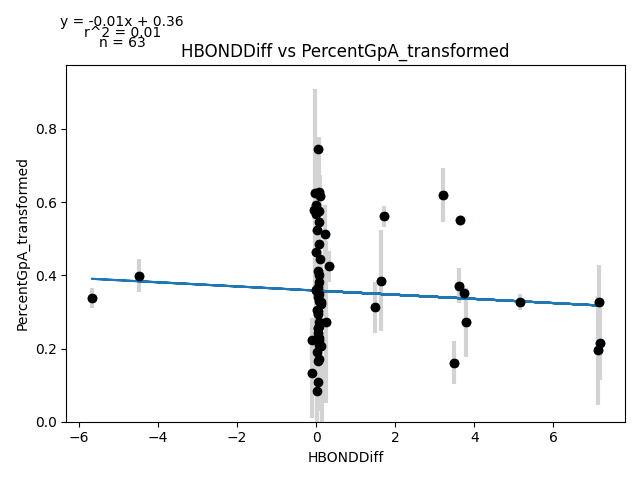 y = -0.01x + 0.36
r^2 = 0.01
n = 63
HBONDDiff vs PercentGpA_transformed
PercentGpA_transformed
0.8
0.6
0.4
0.2
0.0
−6
−4
−2
0
2
4
6
HBONDDiff